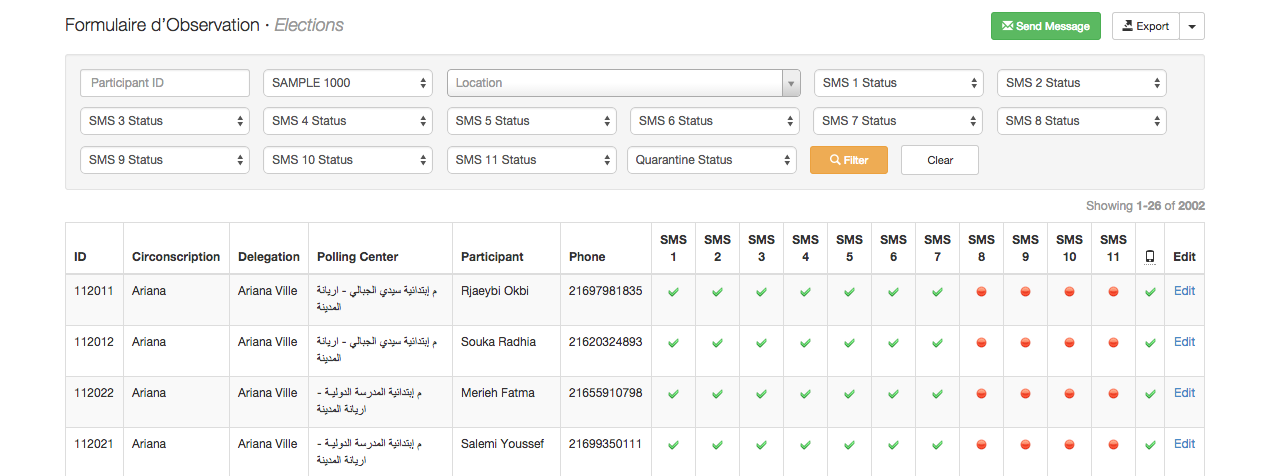 Formulaire d'Observation · Elections
Send Message
Export
Participant ID
SAMPLE 1000
Location
SMS 1 Status
SMS 2 Status
SMS 3 Status
SMS 4 Status
SMS 5 Status
SMS 6 Status
SMS 7 Status
SMS 8 Status
SMS 9 Status
SMS 10 Status
SMS 11 Status
Quarantine Status
Filter
Clear
Showing 1-26 of 2002
ID
Circonscription
Delegation
Polling Center
Participant
Phone
SMS
1
SMS
2
SMS
3
SMS
4
SMS
5
SMS
6
SMS
7
SMS
8
SMS
9
SMS
10
SMS
11
Edit
112011
Ariana
Ariana Ville
م إبتدائية سيدي الجبالي - اريانة
المدينة
Rjaeybi Okbi
21697981835
Edit
112012
Ariana
Ariana Ville
م إبتدائية سيدي الجبالي - اريانة
المدينة
Souka Radhia
21620324893
Edit
112022
Ariana
Ariana Ville
م إبتدائية المدرسة الدولية -
اريانة المدينة
Merieh Fatma
21655910798
Edit
112021
Ariana
Ariana Ville
م إبتدائية المدرسة الدولية -
اريانة المدينة
Salemi Youssef
21699350111
Edit